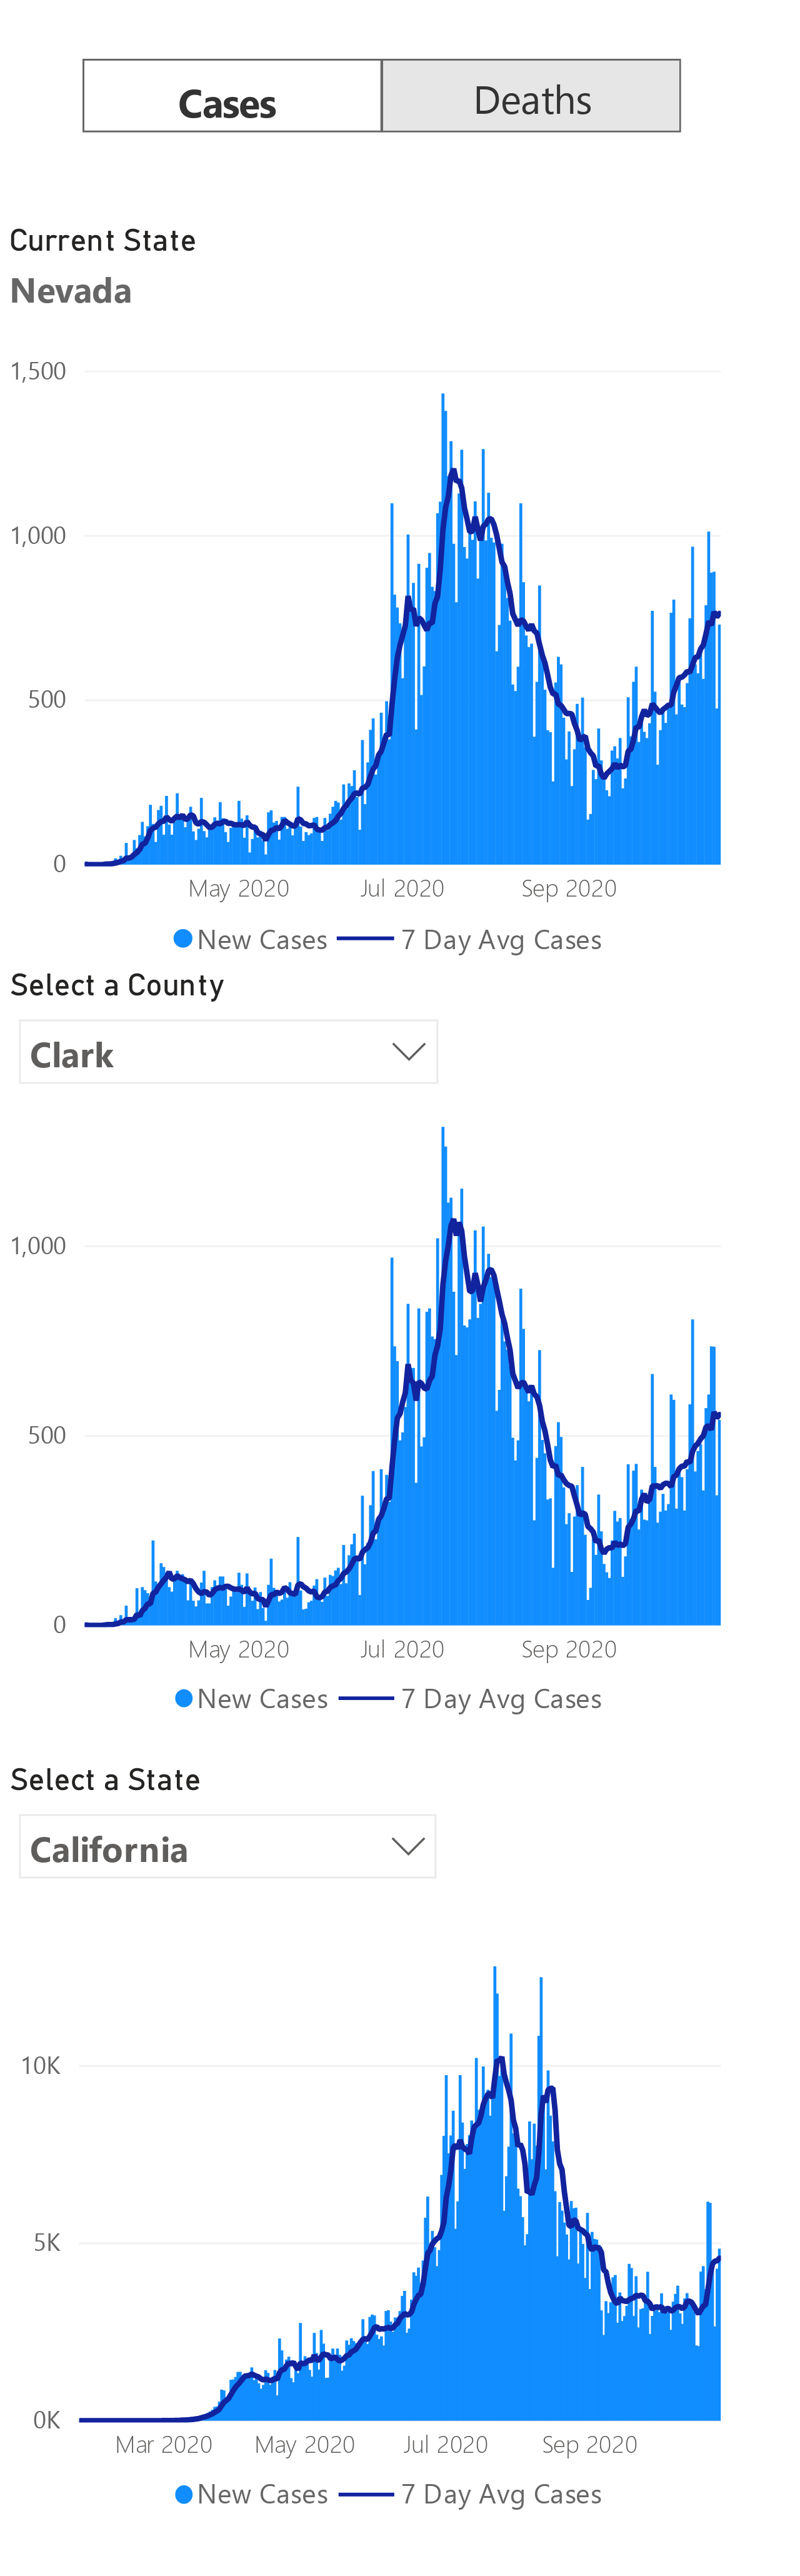 Cases Deaths
Current State
Nevada
1,500
1,000
500
0
May 2020 Jul 2020 Sep 2020
New Cases 7 Day Avg Cases
Select a County
Clark
1,000
500
0
May 2020 Jul 2020 Sep 2020
New Cases 7 Day Avg Cases
Select a State
California
10K
5K
0K
Mar 2020 May 2020 Jul 2020 Sep 2020
New Cases 7 Day Avg Cases